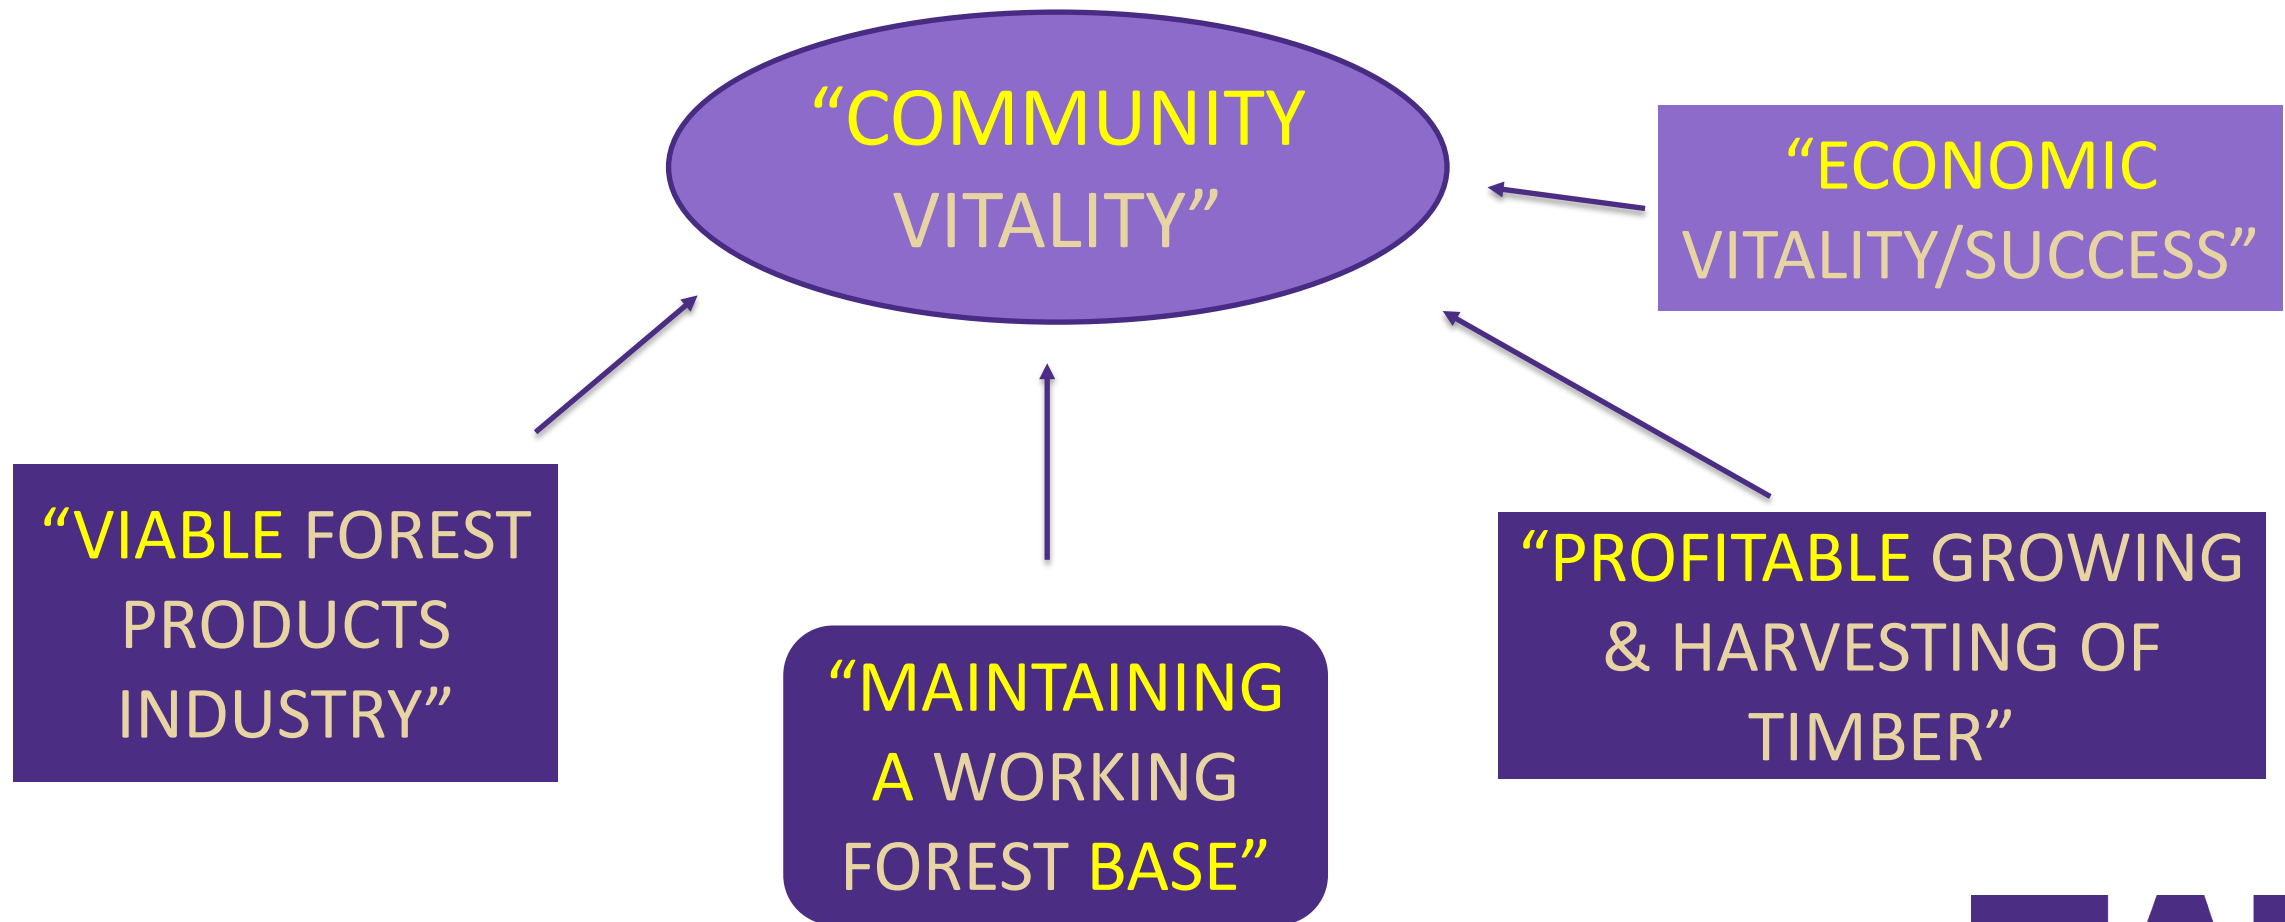 “COMMUNITY
VITALITY”
“ECONOMIC
VITALITY/SUCCESS”
“VIABLE FOREST
PRODUCTS
INDUSTRY”
“MAINTAINING
A WORKING
FOREST BASE”
“PROFITABLE GROWING
& HARVESTING OF
TIMBER”